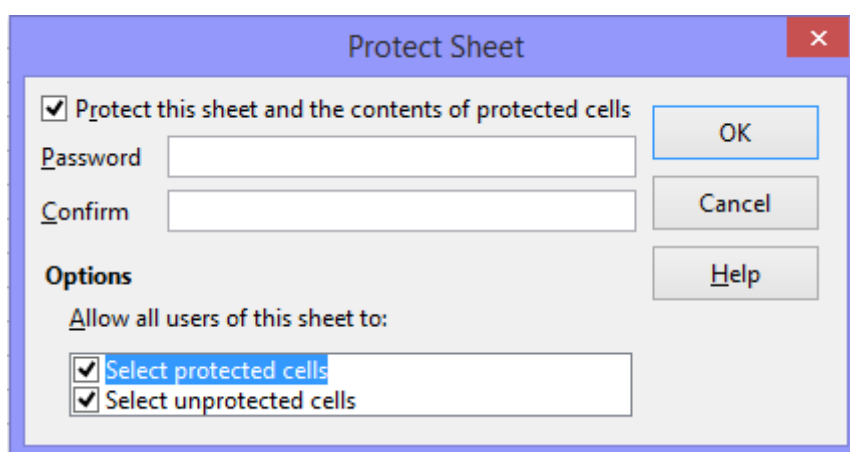 Protect Sheet
Protect this sheet and the contents of protected cells
OK
Password
Confirm
Cancel
Options
Help
Allow all users of this sheet to:
Select protected cells
Select unprotected cells